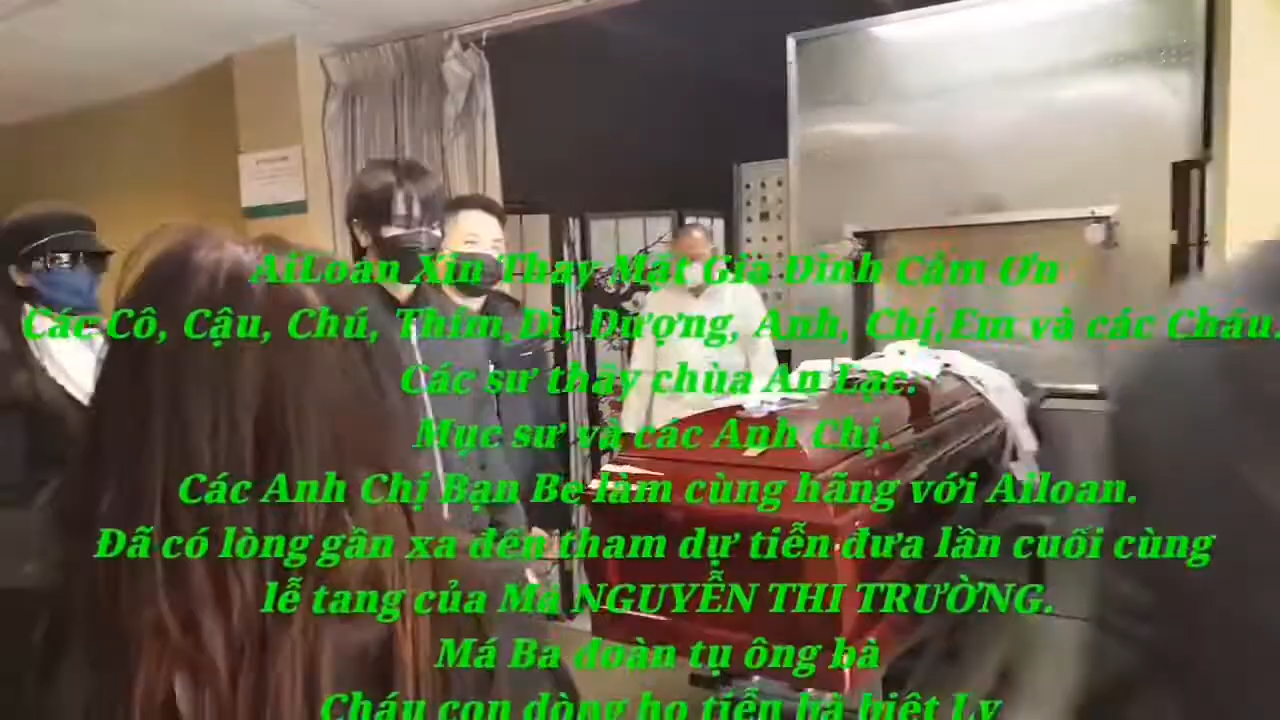 AiLoan Xin Thay Mặt Gia Đình Cảm Ơn
Các Cô, Cậu, Chú, Thím,Dì, Dượng, Anh, Chị,Em và các Cháu.
Các sư thầy chùa An Lạc.
Mục sư và các Anh Chị.
Các Anh Chị Bạn Bè làm cùng hãng với Ailoan.
Đã có lòng gần xa đến tham dự tiễn đưa lần cuối cùng
lễ tang của Má NGUYỄN THI TRƯỜNG.
Má Ba đoàn tụ ông bà
Cháu con dòng họ tiễn bà biệt Ly